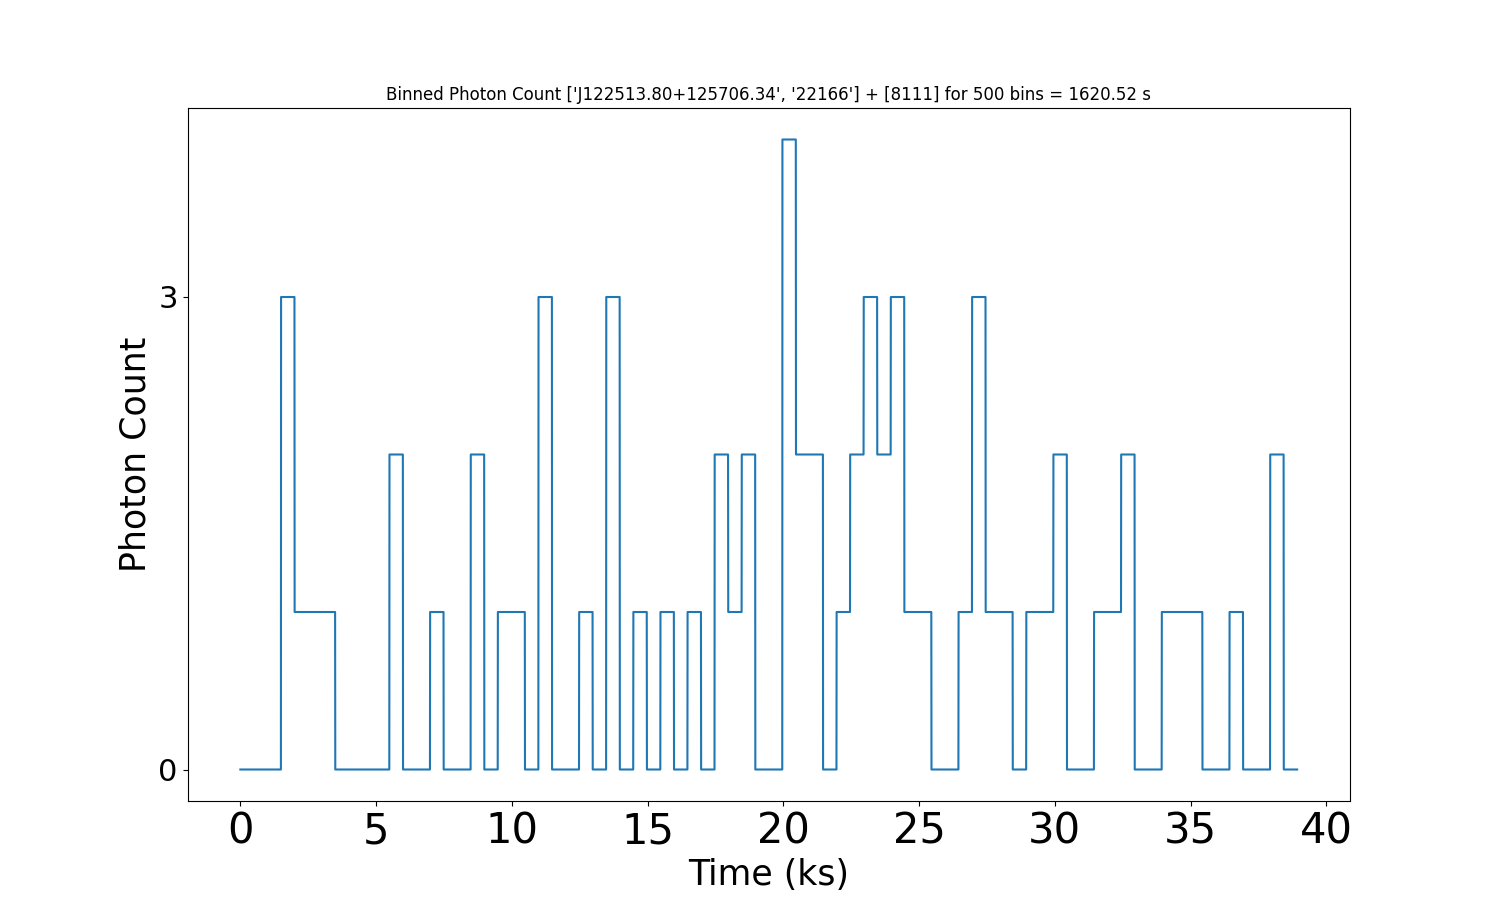 Binned Photon Count ['J122513.80+125706.34', '22166'] + [8111] for 500 bins = 1620.52 s
3
Photon Count
0
0 5 10 15 20 25 30 35 40
Time (ks)